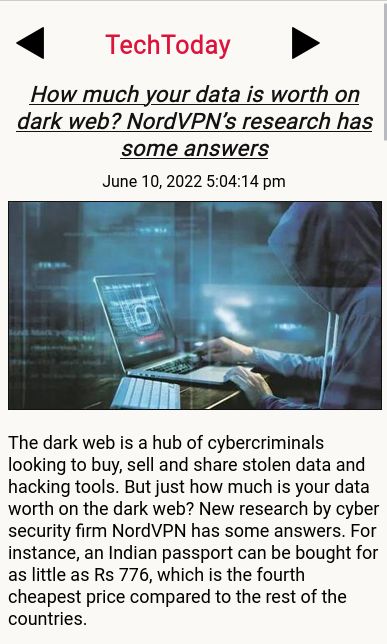 TechToday
How much your data is worth on
dark web? NordVPN’s research has
some answers
June 10, 2022 5:04:14 pm
The dark web is a hub of cybercriminals
looking to buy, sell and share stolen data and
hacking tools. But just how much is your data
worth on the dark web? New research by cyber
security firm NordVPN has some answers. For
instance, an Indian passport can be bought for
as little as Rs 776, which is the fourth
cheapest price compared to the rest of the
countries.